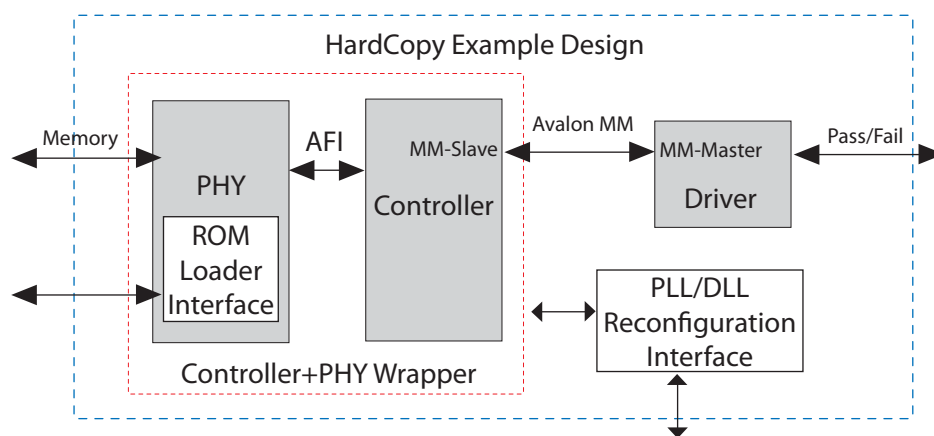 HardCopy Example Design
Memory
AFI
Avalon MM
Pass/Fail
MM-Slave
MM-Master
PHY
Controller
Driver
ROM
Loader
Interface
PLL/DLL
Reconfiguration
Interface
Controller+PHY Wrapper